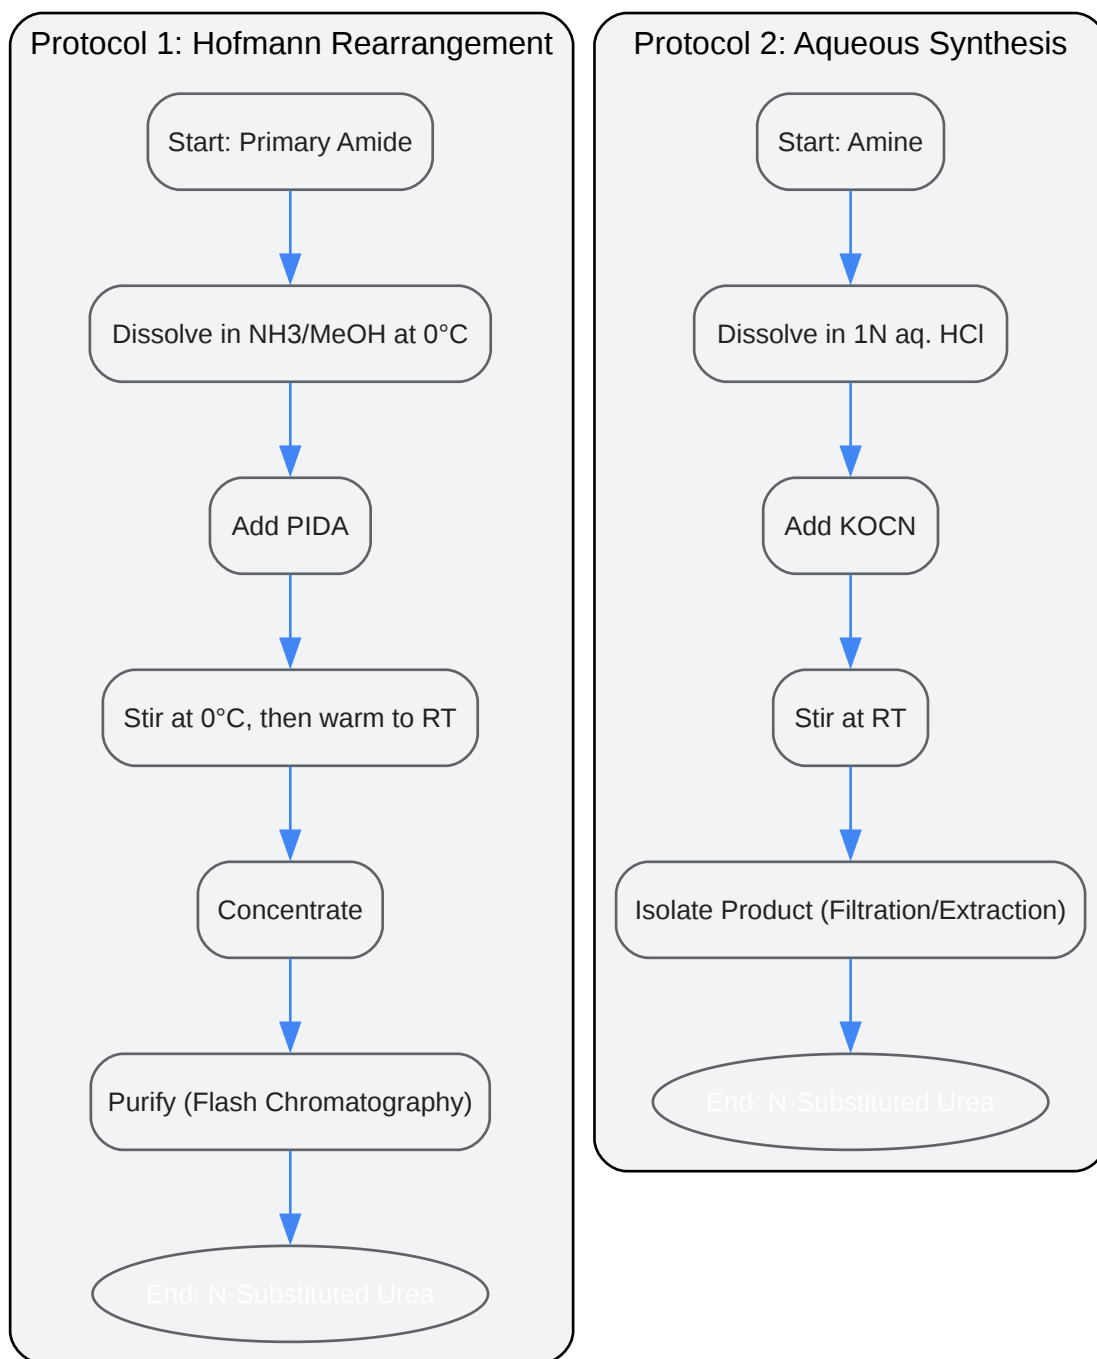 Protocol 1: Hofmann Rearrangement
Start: Primary Amide
Dissolve in NH3/MeOH at 0°C
Add PIDA
Stir at 0°C, then warm to RT
Concentrate
Purify (Flash Chromatography)
End: N-Substituted Urea
Protocol 2: Aqueous Synthesis
Start: Amine
Dissolve in 1N aq. HCl
Add KOCN
Stir at RT
Isolate Product (Filtration/Extraction)
End: N-Substituted Urea